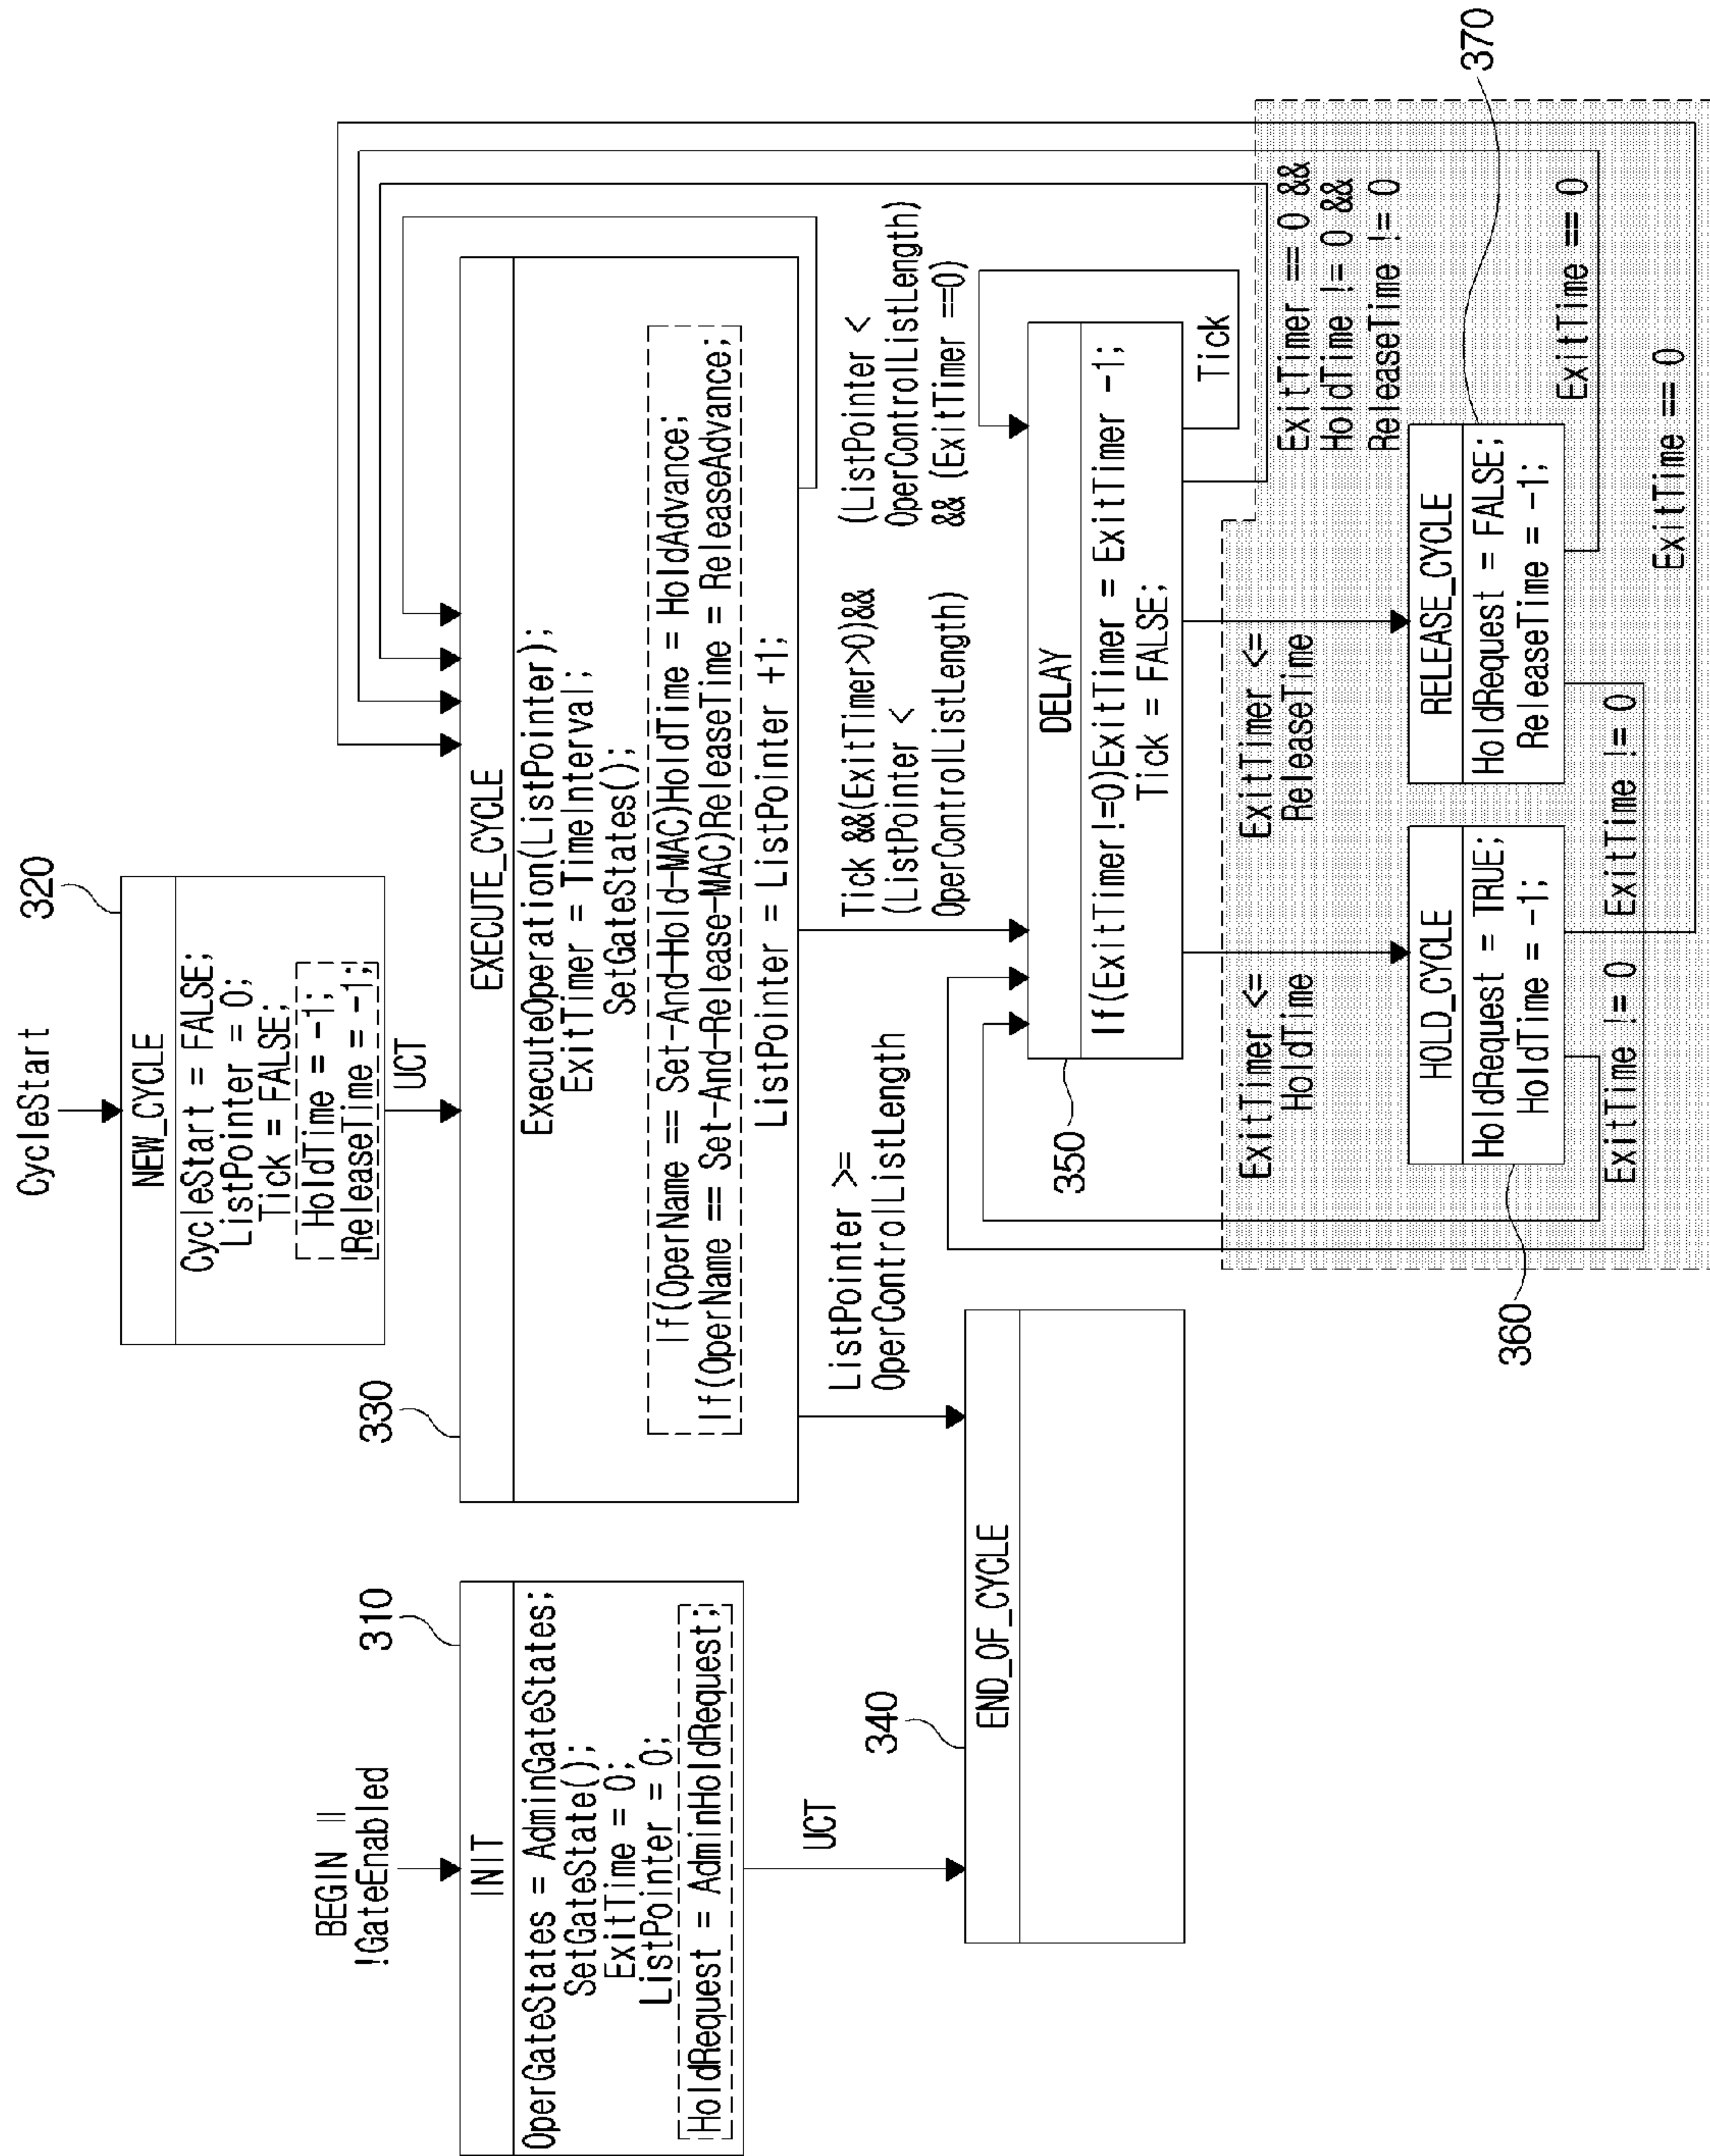 BEGIN ||
!GateEnabled
310
INIT
OperGateStates = AdminGateStates;
SetGateState();
ExitTime = 0;
ListPointer = 0;
HoldRequest = AdminHoldRequest;
UCT
CycleStart
320
NEW_CYCLE
CycleStart = FALSE;
ListPointer = 0;
Tick = FALSE;
HoldTime = -1;
ReleaseTime = -1;
UCT
330
EXECUTE_CYCLE
ExecuteOperation(ListPointer);
ExitTimer = TimeInterval;
SetGateStates();
If(OperName == Set-And-Hold-MAC)HoldTime = HoldAdvance;
If(OperName == Set-And-Release-MAC)ReleaseTime = ReleaseAdvance;
ListPointer = ListPointer +1;
ListPointer >=
OperControlListLength
Tick &&(ExitTimer>0)&&
(ListPointer <
OperControlListLength)
(ListPointer <
OperControlListLength)
&& (ExitTimer ==0)
340
END_OF_CYCLE
350
DELAY
If(ExitTimer!=0)ExitTimer = ExitTimer -1;
Tick = FALSE;
Tick
ExitTimer <=
HoldTime
ExitTimer <=
ReleaseTime
ExitTimer == 0 &&
HoldTime != 0 &&
ReleaseTime != 0
360
HOLD_CYCLE
HoldRequest = TRUE;
HoldTime = -1;
370
RELEASE_CYCLE
HoldRequest = FALSE;
ReleaseTime = -1;
ExitTime == 0
ExitTime != 0
ExitTime != 0
ExitTime == 0